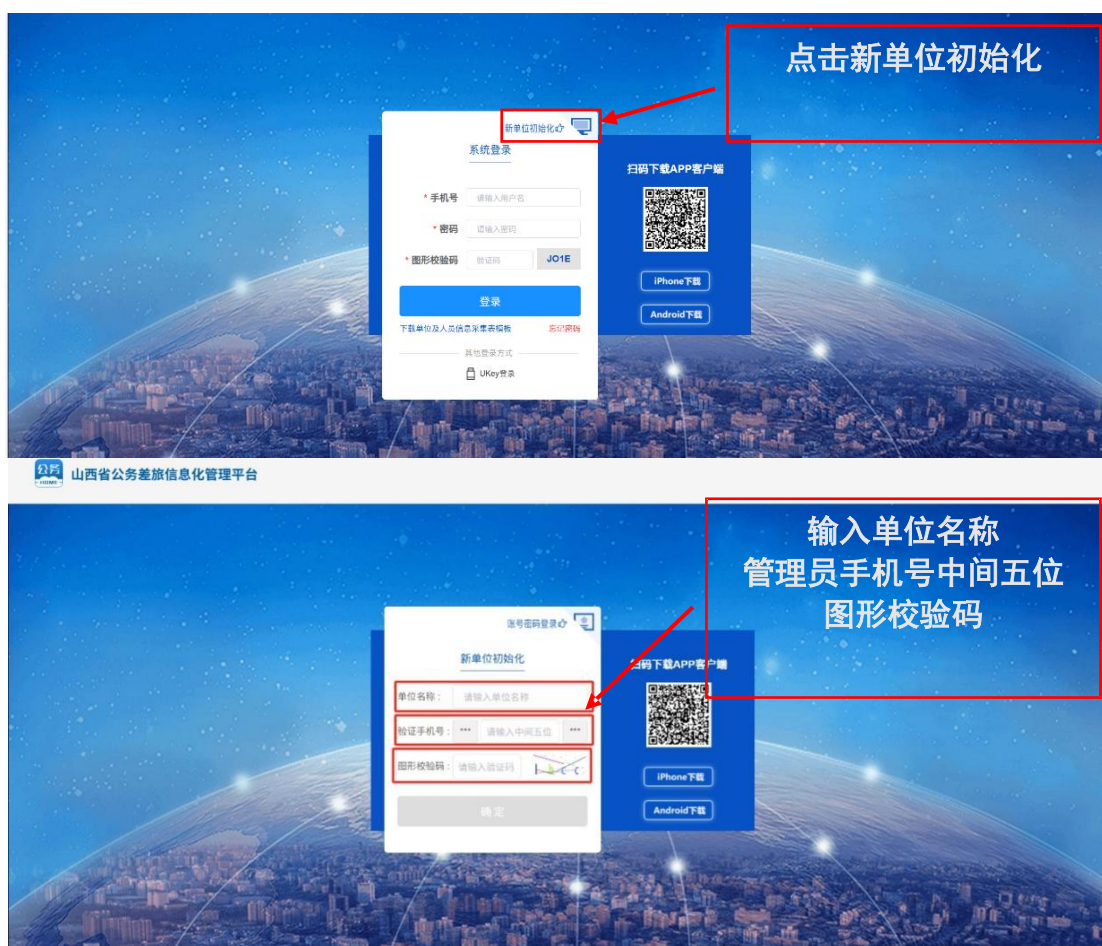 点击新单位初始化
新单位初始化
系统登录
* 手机号 请输入用户名
* 密码 请输入密码
* 图形校验码 验证码 JO1E
登录
下载单位及人员信息采集表模板 忘记密码
其他登录方式
UKey登录
扫码下载APP客户端
iPhone下载
Android下载
公务
HOME
山西省公务差旅信息化管理平台
输入单位名称
管理员手机号中间五位
图形校验码
账号密码登录
新单位初始化
单位名称： 请输入单位名称
验证手机号： *** 请输入中间五位 ***
图形校验码： 请输入验证码
确定
扫码下载APP客户端
iPhone下载
Android下载